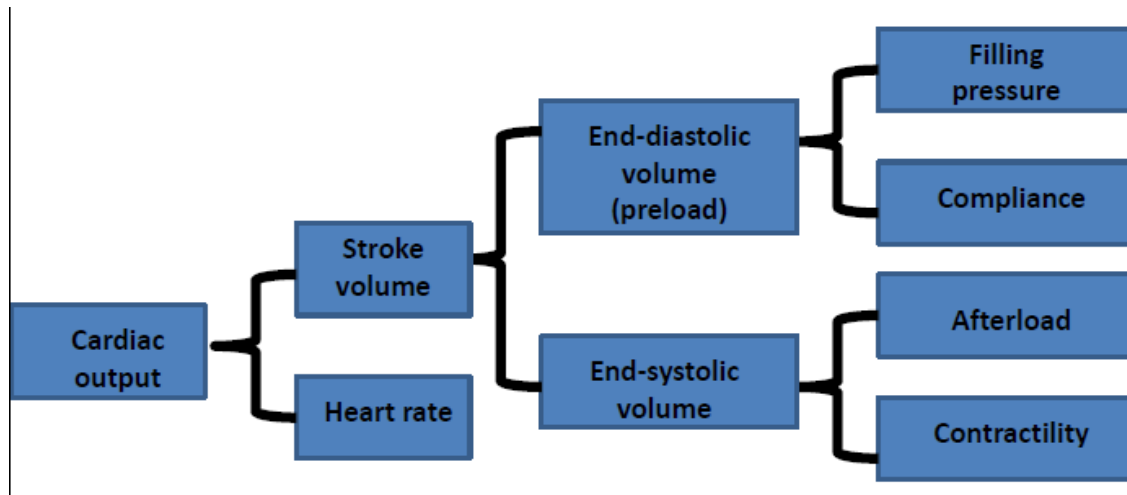 Cardiac
output
Stroke
volume
Heart rate
End-diastolic
volume
(preload)
End-systolic
volume
Filling
pressure
Compliance
Afterload
Contractility